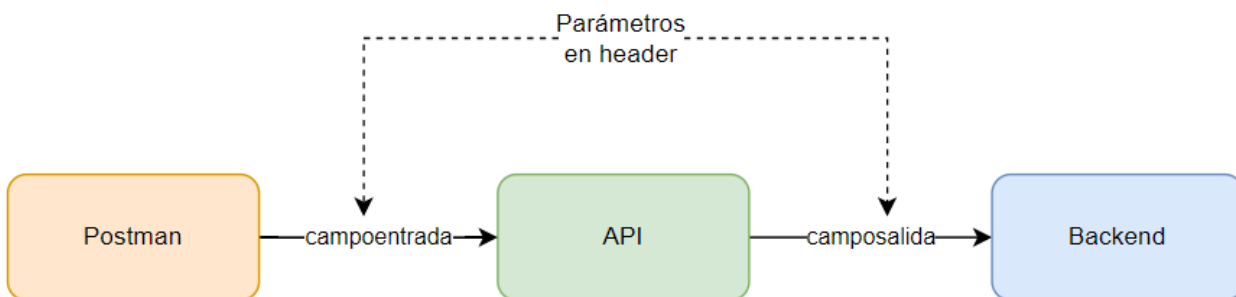 Parámetros
en header
Postman
campoentrada
API
camposalida
Backend